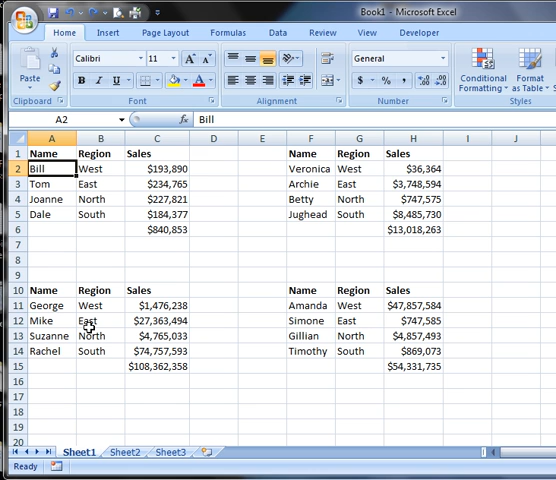 Book1 - Microsoft Excel
Home Insert Page Layout Formulas Data Review View Developer
Paste
Calibri 11
General
Conditional Formatting
Format as Table
Clipboard Font Alignment Number Styles
A2 fx Bill
A B C D E F G H I J
1 Name Region Sales Name Region Sales
2 Bill West $193,890 Veronica West $36,364
3 Tom East $234,765 Archie East $3,748,594
4 Joanne North $227,821 Betty North $747,575
5 Dale South $184,377 Jughead South $8,485,730
6 $840,853 $13,018,263
7
8
9
10 Name Region Sales Name Region Sales
11 George West $1,476,238 Amanda West $47,857,584
12 Mike East $27,363,494 Simone East $747,585
13 Suzanne North $4,765,033 Gillian North $4,857,493
14 Rachel South $74,757,593 Timothy South $869,073
15 $108,362,358 $54,331,735
16
17
18
19
20
Sheet1 Sheet2 Sheet3
Ready